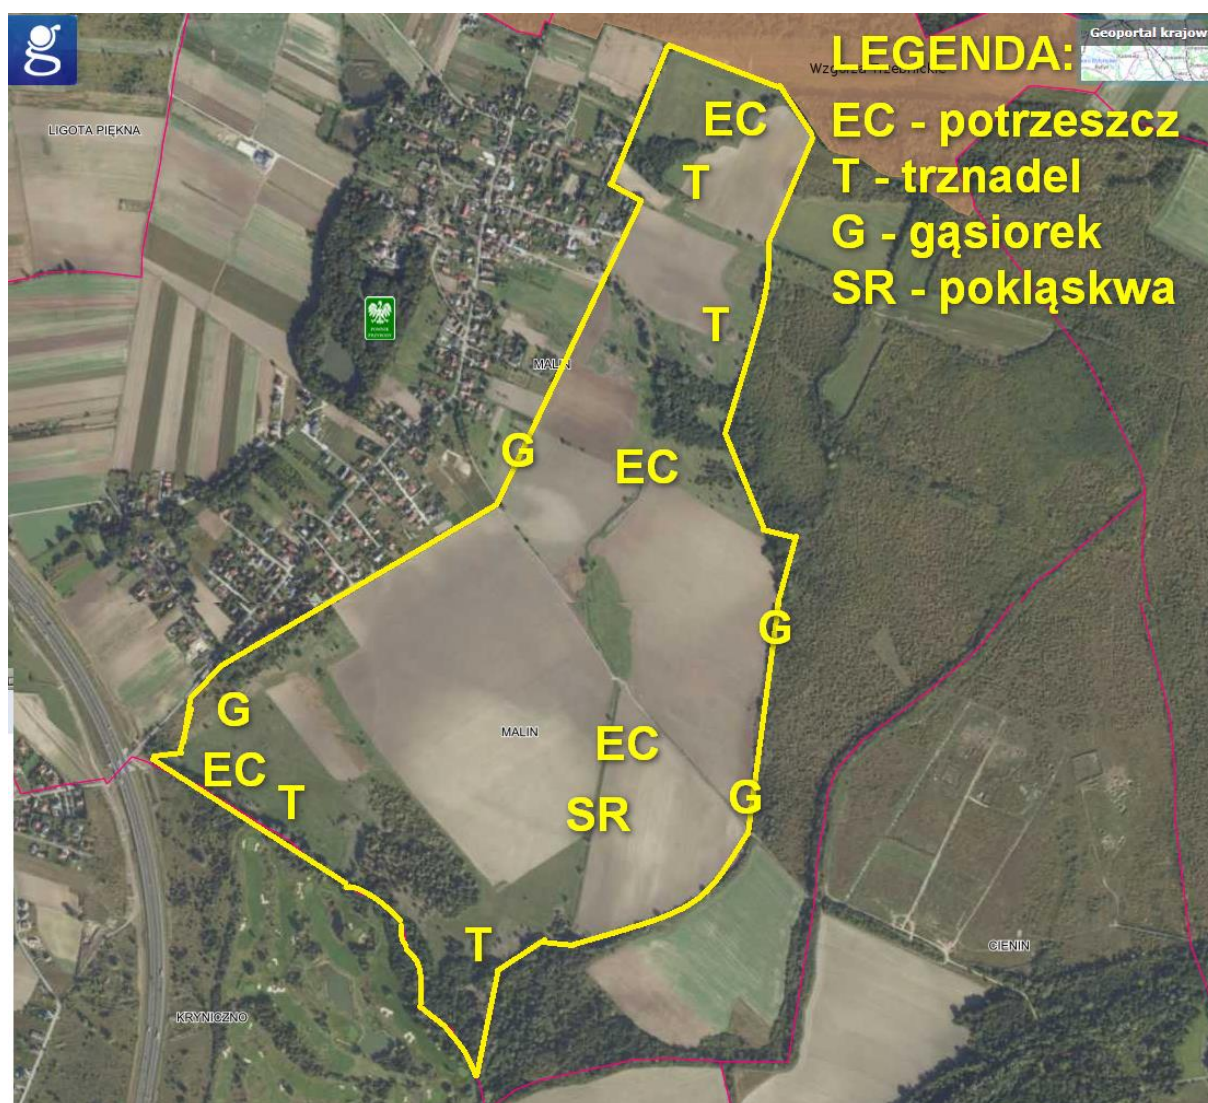 Geoportal krajow
LEGENDA:
EC - potrzeszcz
T - trznadel
G - gąsiorek
SR - pokląskwa
LIGOTA PIĘKNA
EC
T
T
MALIN
G
EC
G
G
EC
T
MALIN
EC
SR
G
T
CIENIN
KRYNICZNO